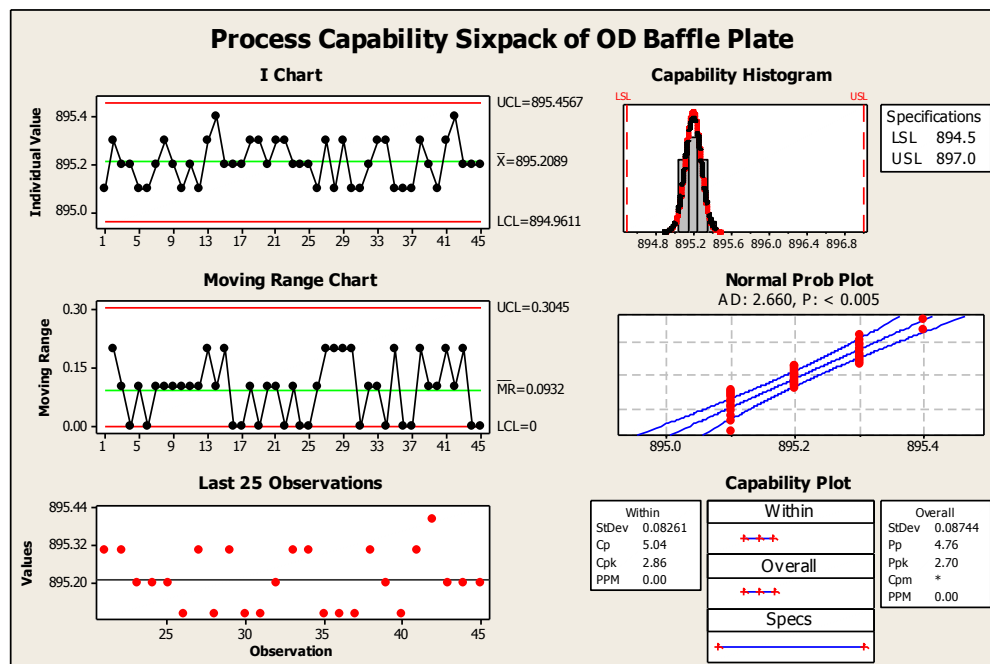 Process Capability Sixpack of OD Baffle Plate
I Chart
Individual Value
895.4
895.2
895.0
1 5 9 13 17 21 25 29 33 37 41 45
UCL=895.4567
X=895.2089
LCL=894.9611
Capability Histogram
LSL USL
894.8 895.2 895.6 896.0 896.4 896.8
Specifications
LSL 894.5
USL 897.0
Moving Range Chart
Moving Range
0.30
0.15
0.00
1 5 9 13 17 21 25 29 33 37 41 45
UCL=0.3045
MR=0.0932
LCL=0
Normal Prob Plot
AD: 2.660, P: < 0.005
895.0 895.2 895.4
Last 25 Observations
Values
895.44
895.32
895.20
25 30 35 40 45
Observation
Capability Plot
Within
StDev 0.08261
Cp 5.04
Cpk 2.86
PPM 0.00
Within
Overall
Specs
Overall
StDev 0.08744
Pp 4.76
Ppk 2.70
Cpm *
PPM 0.00